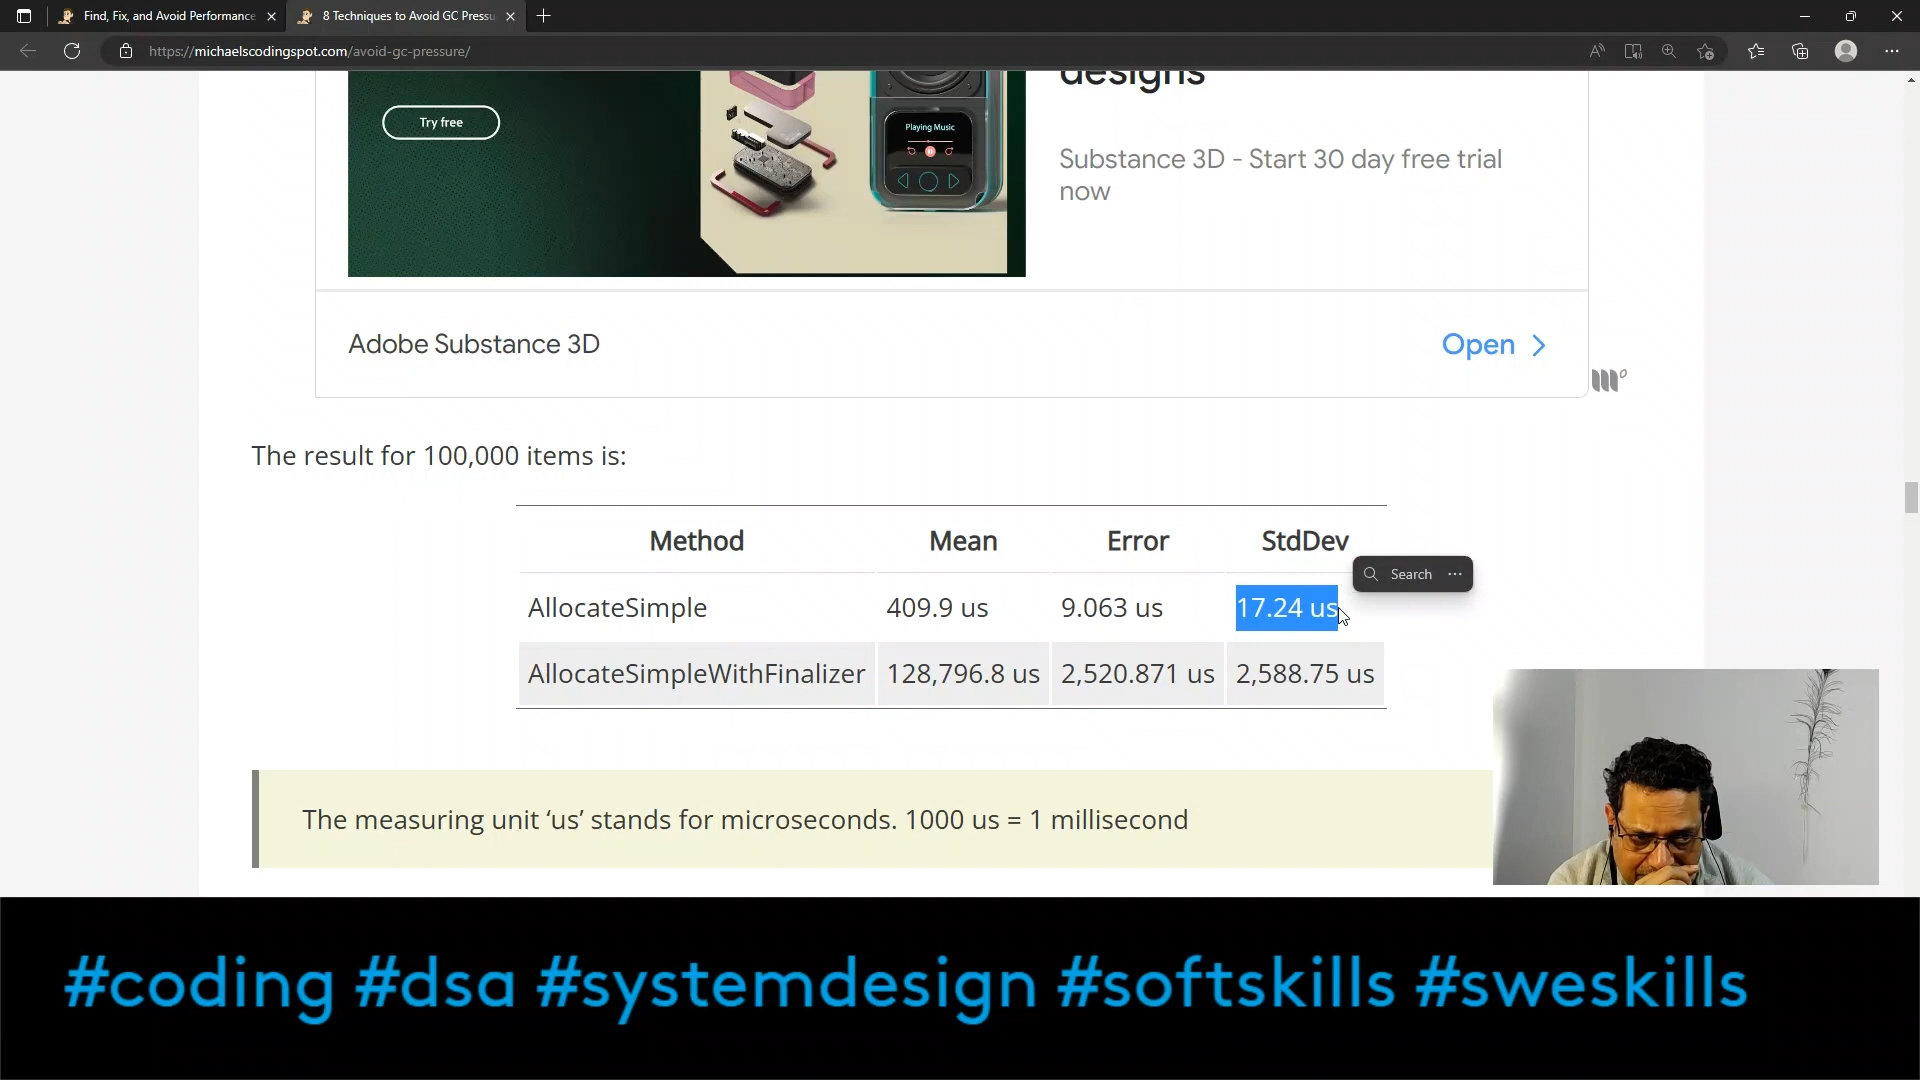 Find, Fix, and Avoid Performance
8 Techniques to Avoid GC Pressu
https://michaelscodingspot.com/avoid-gc-pressure/
designs
Try free
Playing Music
Substance 3D - Start 30 day free trial
now
Adobe Substance 3D
Open
The result for 100,000 items is:
Method Mean Error StdDev
Search
AllocateSimple 409.9 us 9.063 us 17.24 us
AllocateSimpleWithFinalizer 128,796.8 us 2,520.871 us 2,588.75 us
The measuring unit ‘us’ stands for microseconds. 1000 us = 1 millisecond
#coding #dsa #systemdesign #softskills #sweskills